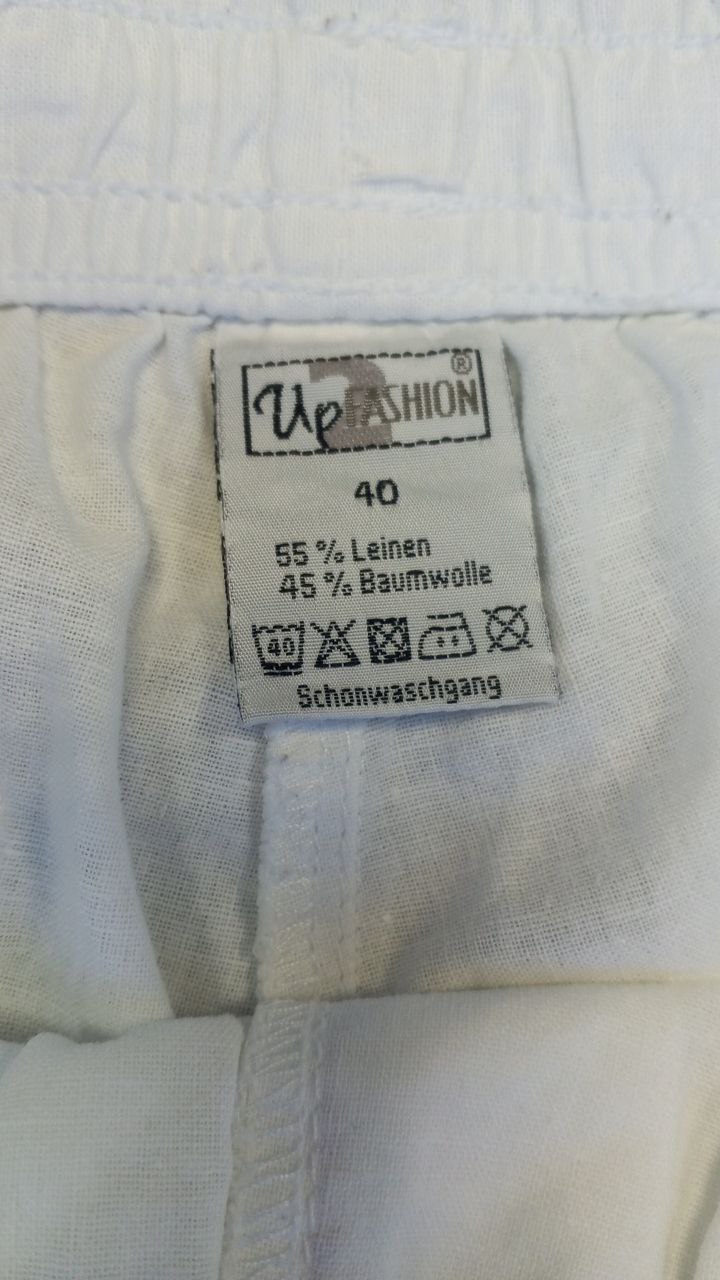 Up2FASHION®
40
55 % Leinen
45 % Baumwolle
40
Schonwaschgang